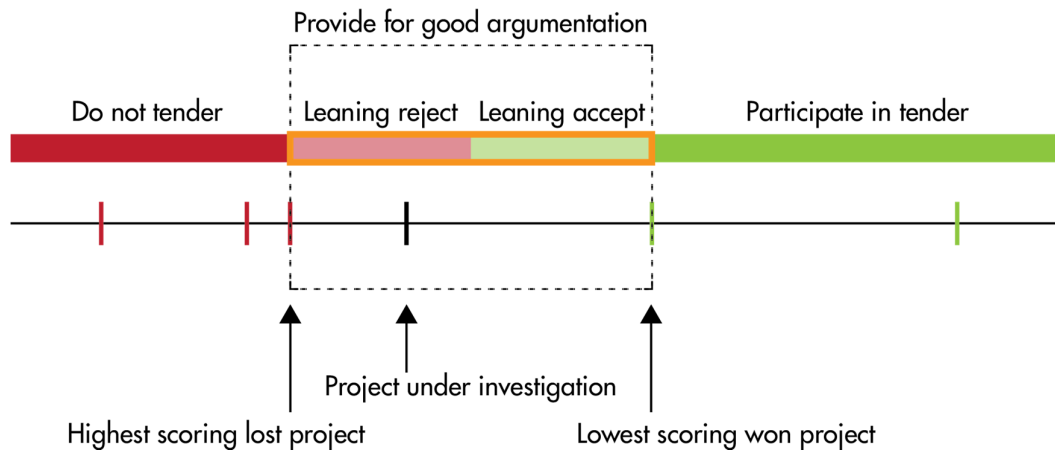 Provide for good argumentation
Do not tender
Leaning reject
Leaning accept
Participate in tender
Project under investigation
Highest scoring lost project
Lowest scoring won project